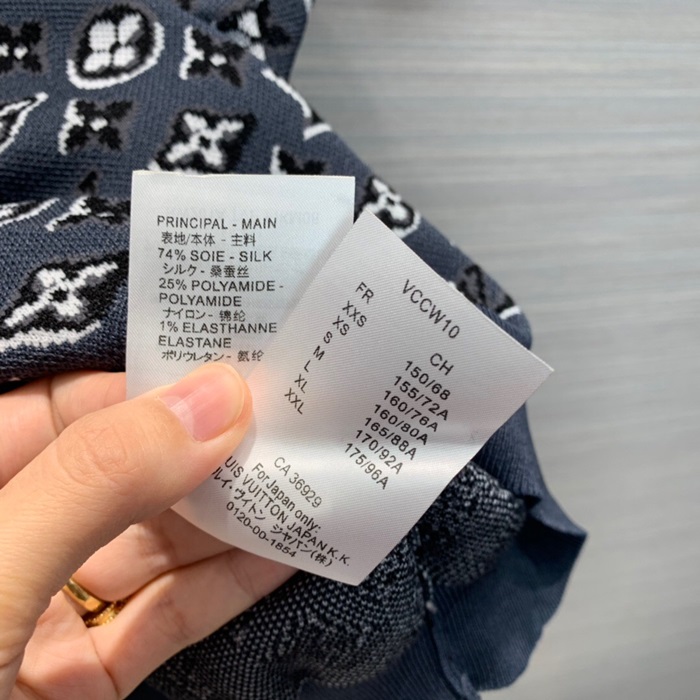 PRINCIPAL - MAIN
表地/本体 - 主料
74% SOIE - SILK
シルク - 桑蚕丝
25% POLYAMIDE -
POLYAMIDE
ナイロン - 锦纶
1% ELASTHANNE
ELASTANE
ポリウレタン - 氨纶
VCCW10
FR CH
XXS 150/68
XS 155/72A
S 160/76A
M 160/80A
L 165/88A
XL 170/92A
XXL 175/96A
CA 36929
For Japan only:
UIS VUITTON JAPAN K.K.
ルイ・ヴィトン ジャパン(株)
0120-00-1854